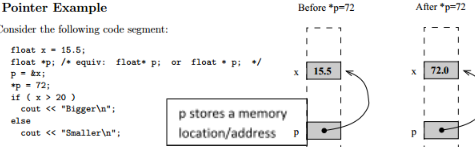 Pointer Example
Consider the following code segment:
float x = 15.5;
float *p; /* equiv: float* p; or float * p; */
p = &x;
*p = 72;
if ( x > 20 )
cout << "Bigger\n";
else
cout << "Smaller\n";
p stores a memory
location/address
Before *p=72
x 15.5
p
After *p=72
x 72.0
p